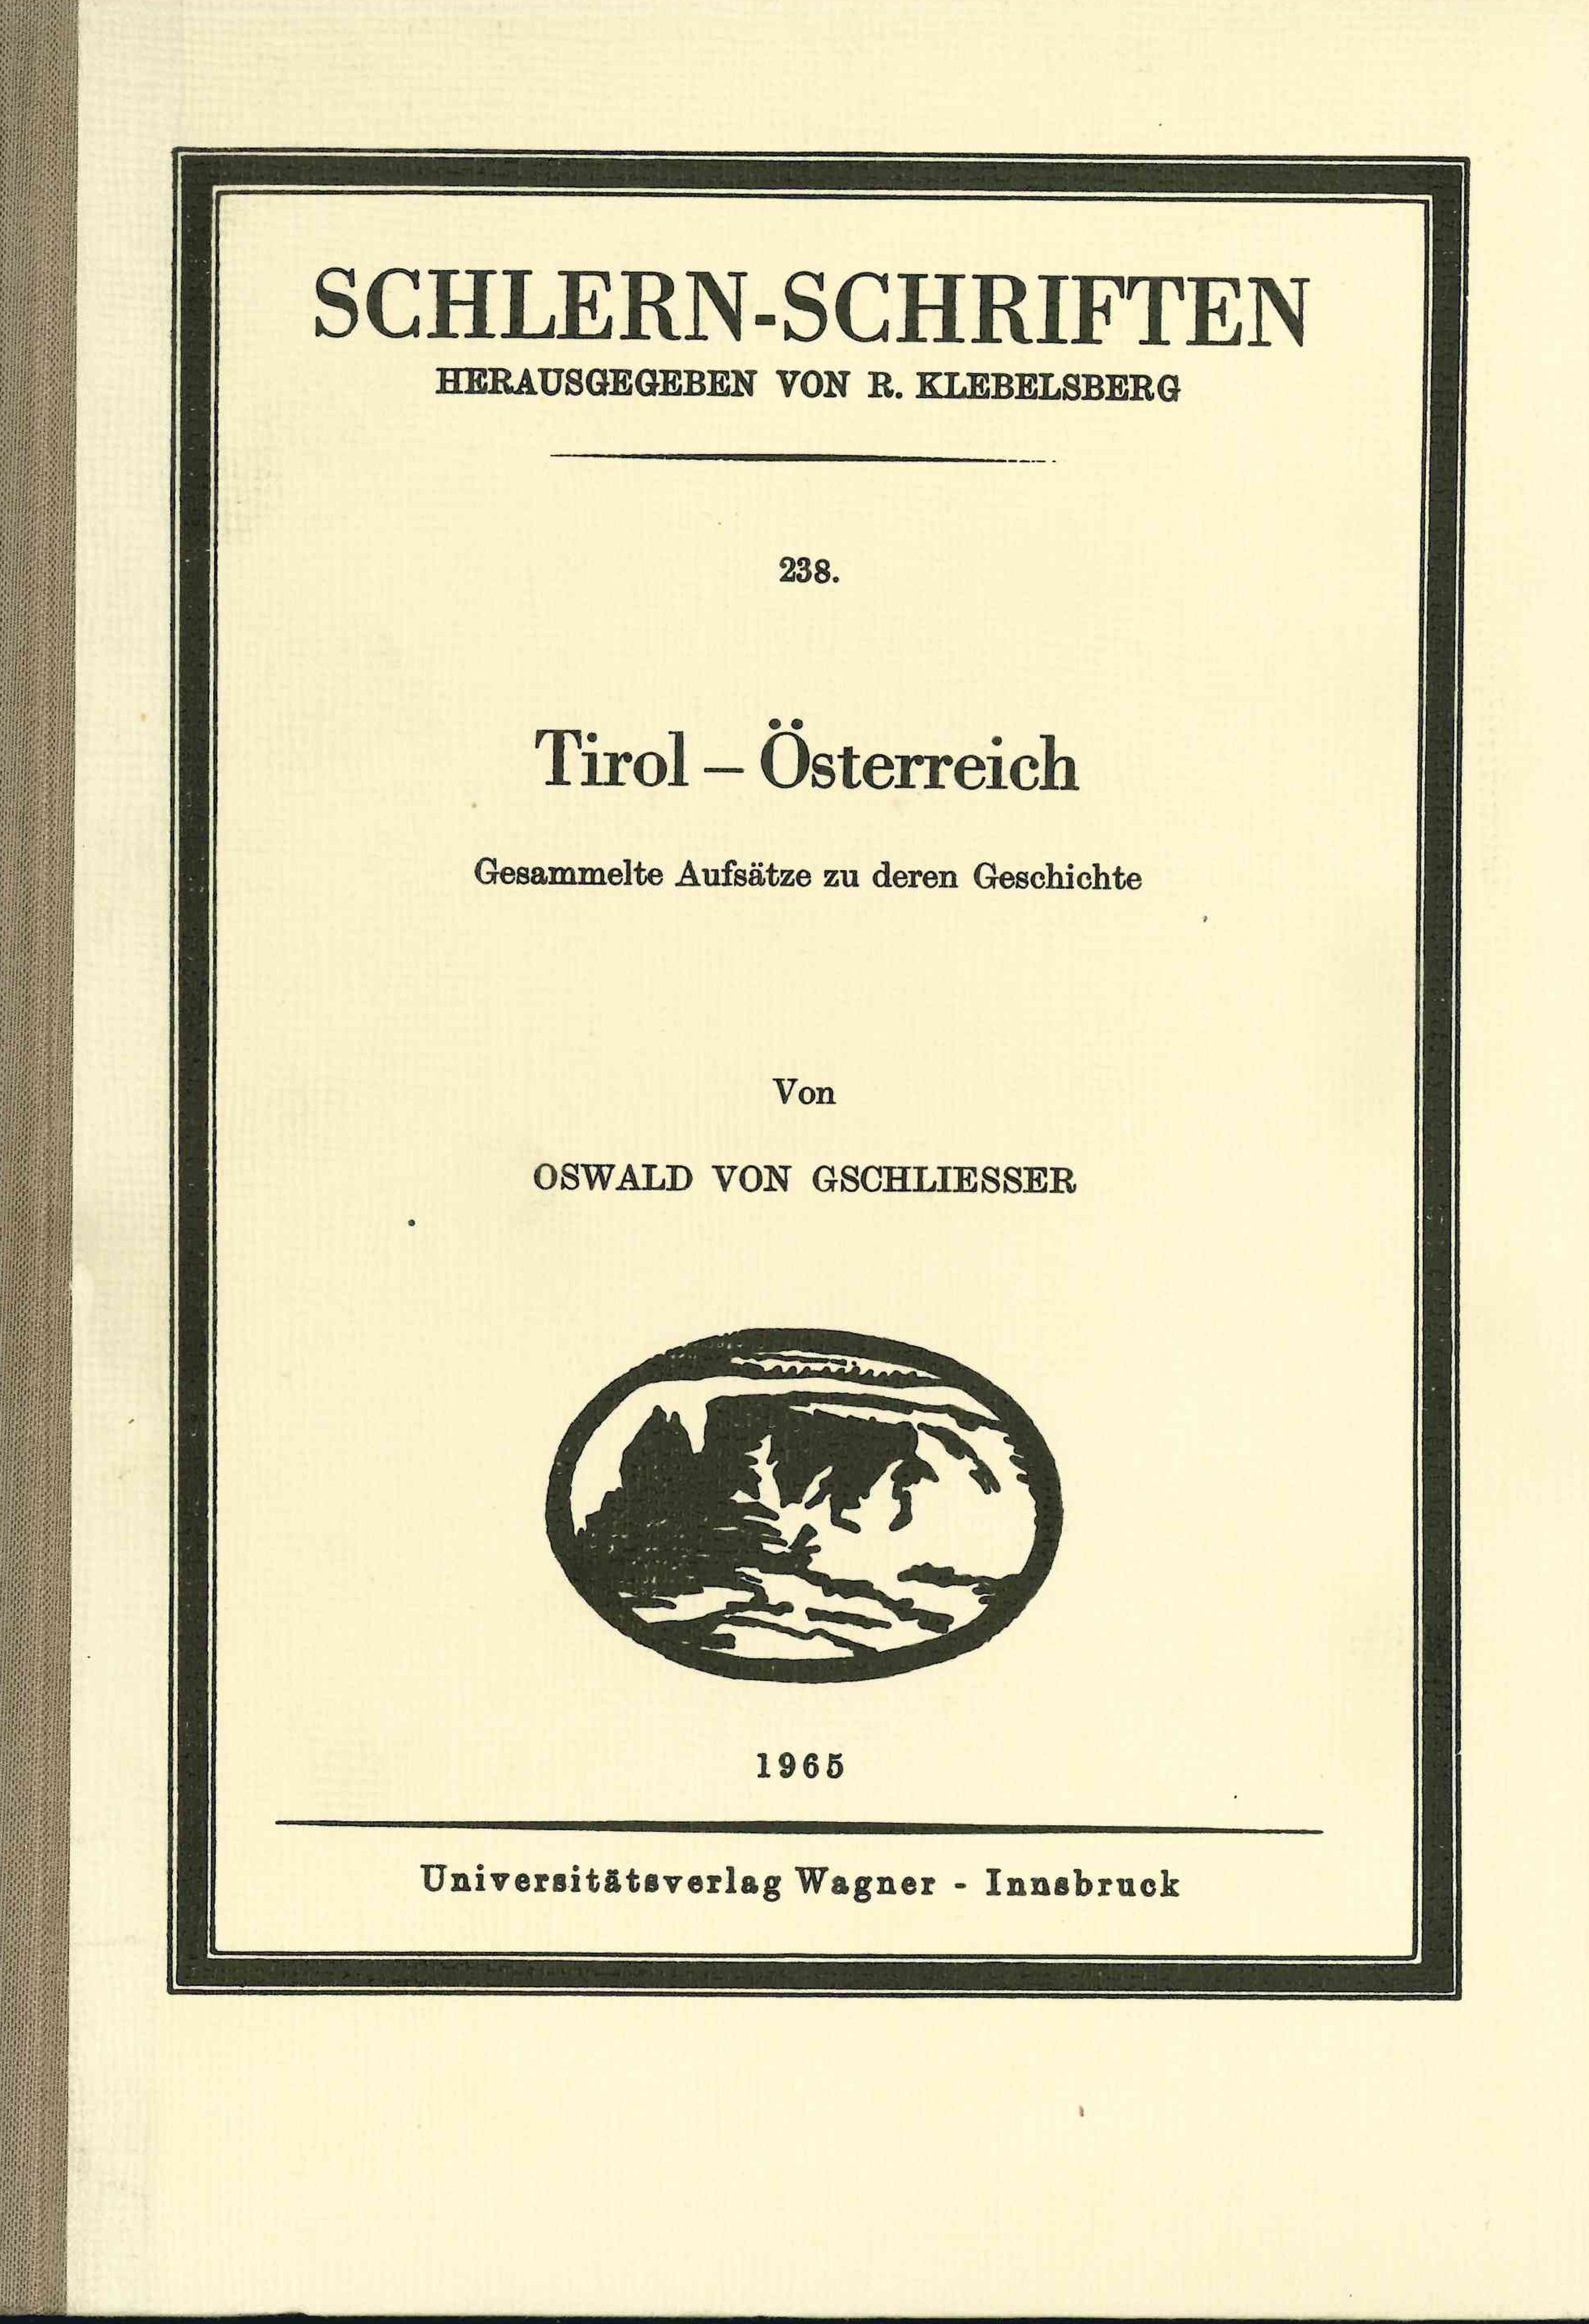 SCHLERN-SCHRIFTEN
HERAUSGEGEBEN VON R. KLEBELSBERG
238.
Tirol – Österreich
Gesammelte Aufsätze zu deren Geschichte
Von
OSWALD VON GSCHLIESSER
1965
Universitätsverlag Wagner - Innsbruck